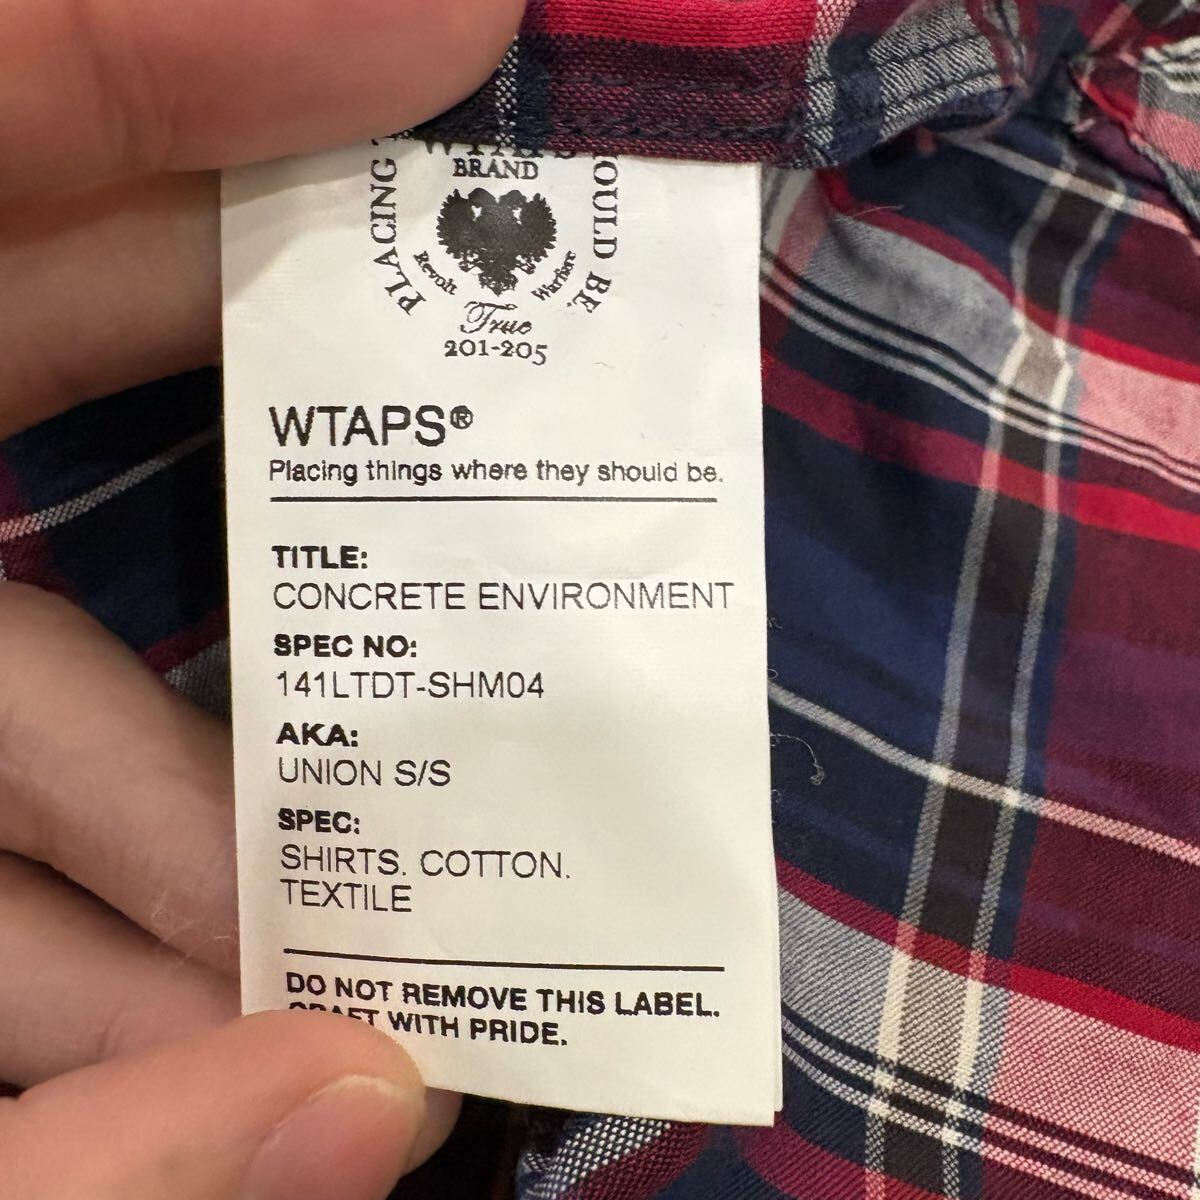 BRAND
PLACING
OULD BE.
Revolt
Warfare
True
201-205
WTAPS®
Placing things where they should be.
TITLE:
CONCRETE ENVIRONMENT
SPEC NO:
141LTDT-SHM04
AKA:
UNION S/S
SPEC:
SHIRTS. COTTON.
TEXTILE
DO NOT REMOVE THIS LABEL.
CRAFT WITH PRIDE.